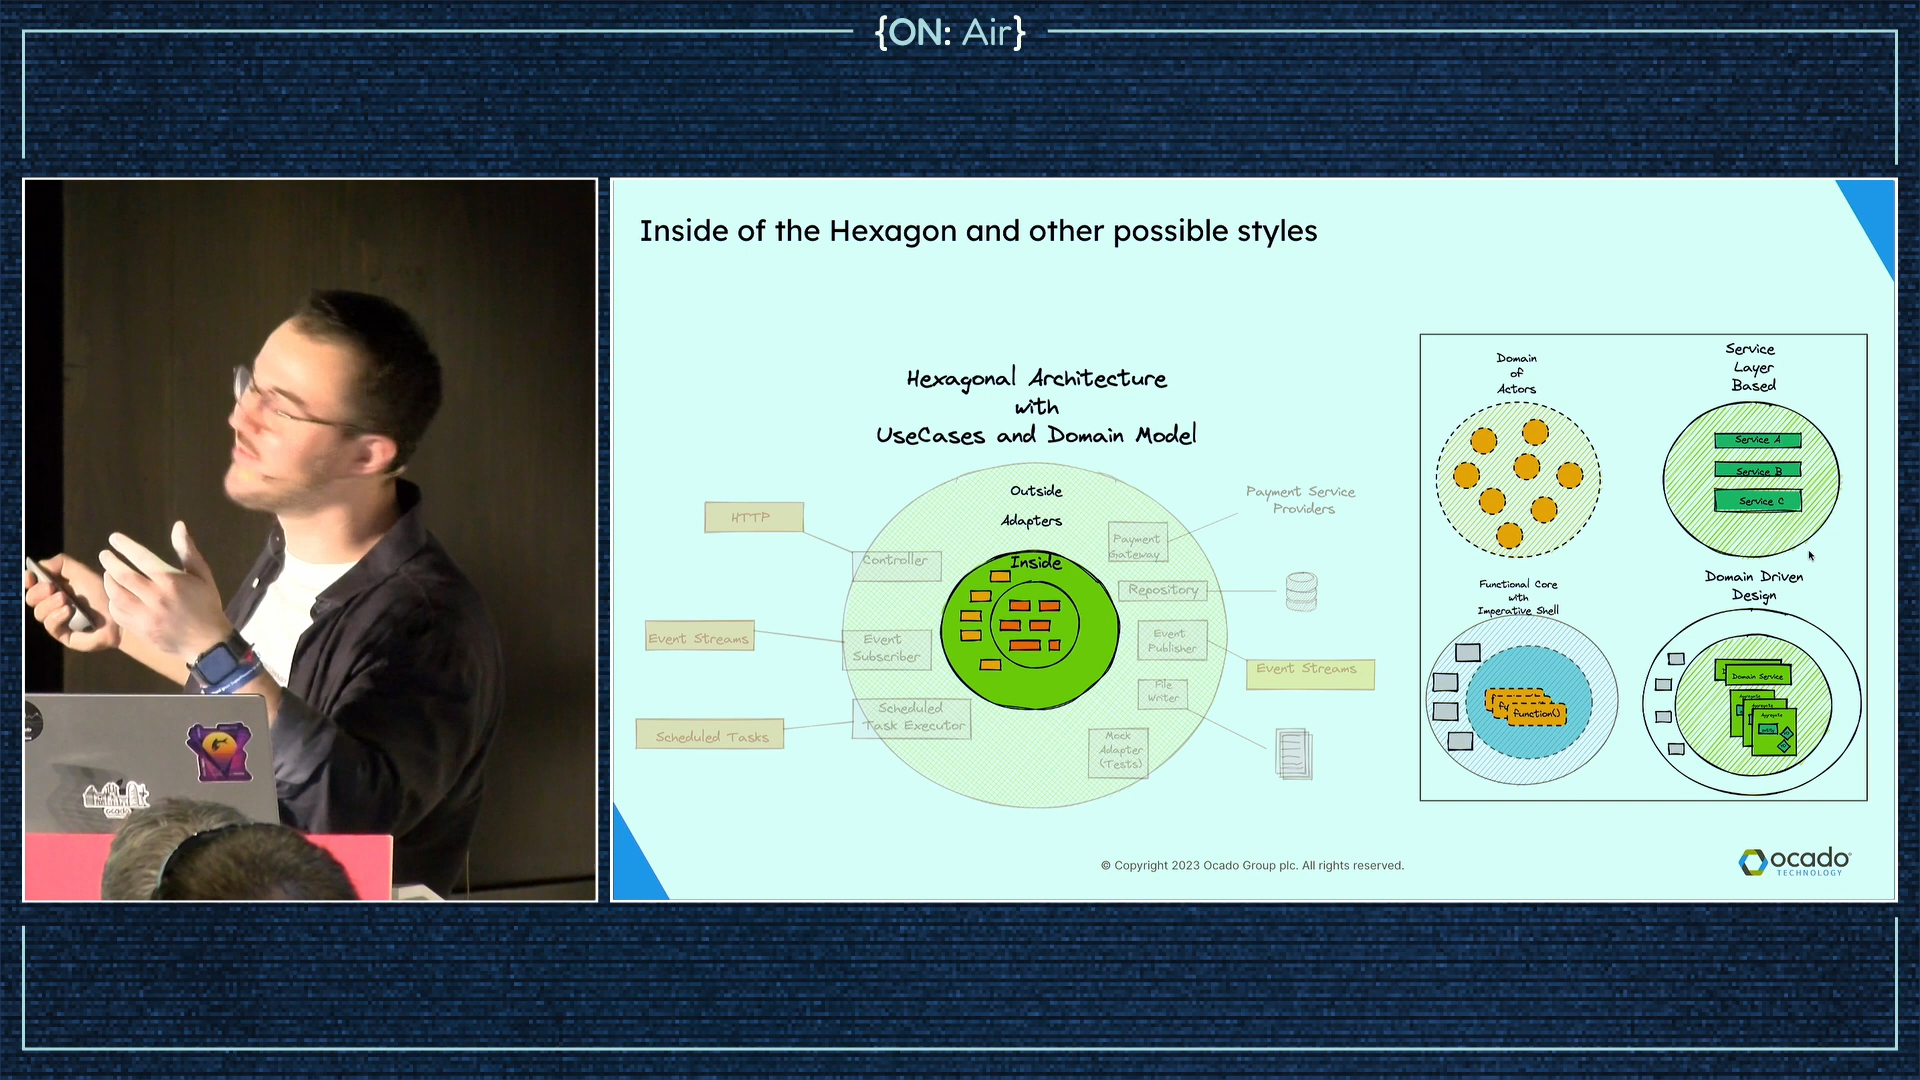 {ON: Air}
Inside of the Hexagon and other possible styles
Hexagonal Architecture
with
UseCases and Domain Model
Outside
Adapters
Inside
HTTP
Controller
Event Streams
Event
Subscriber
Scheduled Tasks
Scheduled
Task Executor
Payment Service
Providers
Payment
Gateway
Repository
Event
Publisher
Event Streams
File
Writer
Mock
Adapter
(Tests)
Domain
of
Actors
Service
Layer
Based
Service A
Service B
Service C
Functional Core
with
Imperative Shell
function()
Domain Driven
Design
Domain Service
Aggregate
Aggregate
Aggregate
© Copyright 2023 Ocado Group plc. All rights reserved.
ocado
TECHNOLOGY
ocado